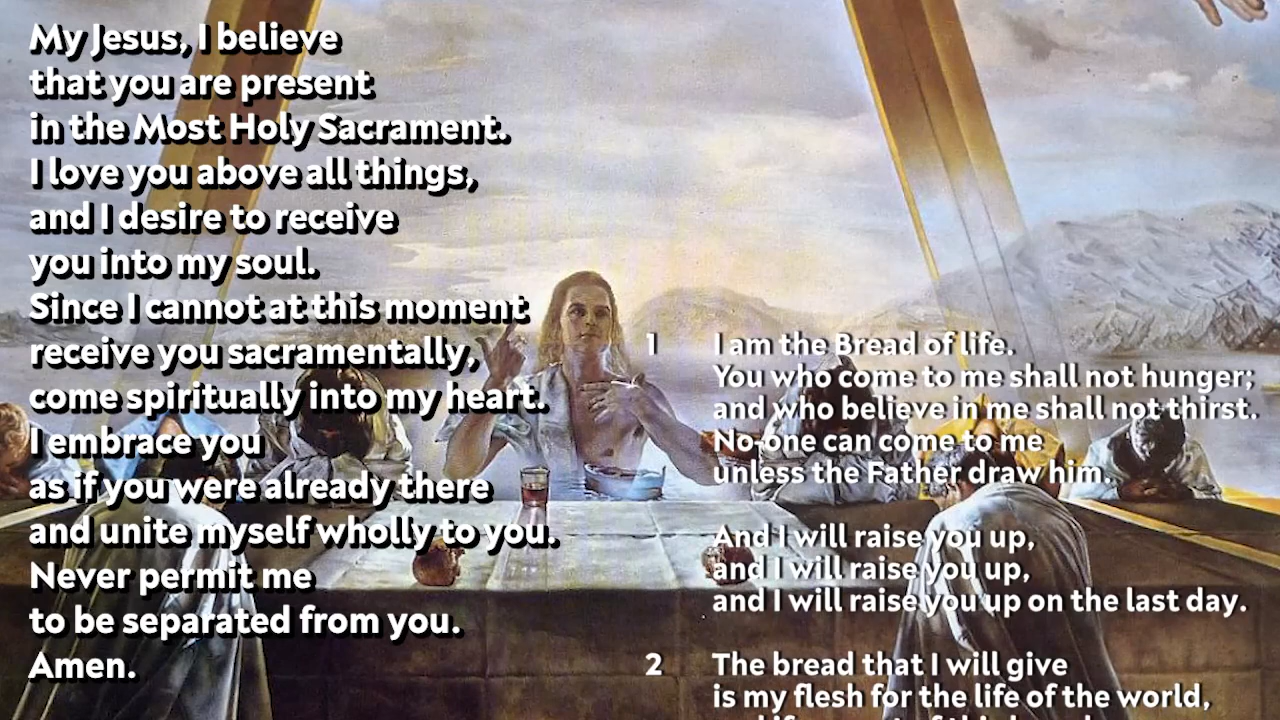 My Jesus, I believe
that you are present
in the Most Holy Sacrament.
I love you above all things,
and I desire to receive
you into my soul.
Since I cannot at this moment
receive you sacramentally,
come spiritually into my heart.
I embrace you
as if you were already there
and unite myself wholly to you.
Never permit me
to be separated from you.
Amen.
1 I am the Bread of life.
You who come to me shall not hunger;
and who believe in me shall not thirst.
No-one can come to me
unless the Father draw him.
And I will raise you up,
and I will raise you up,
and I will raise you up on the last day.
2 The bread that I will give
is my flesh for the life of the world,